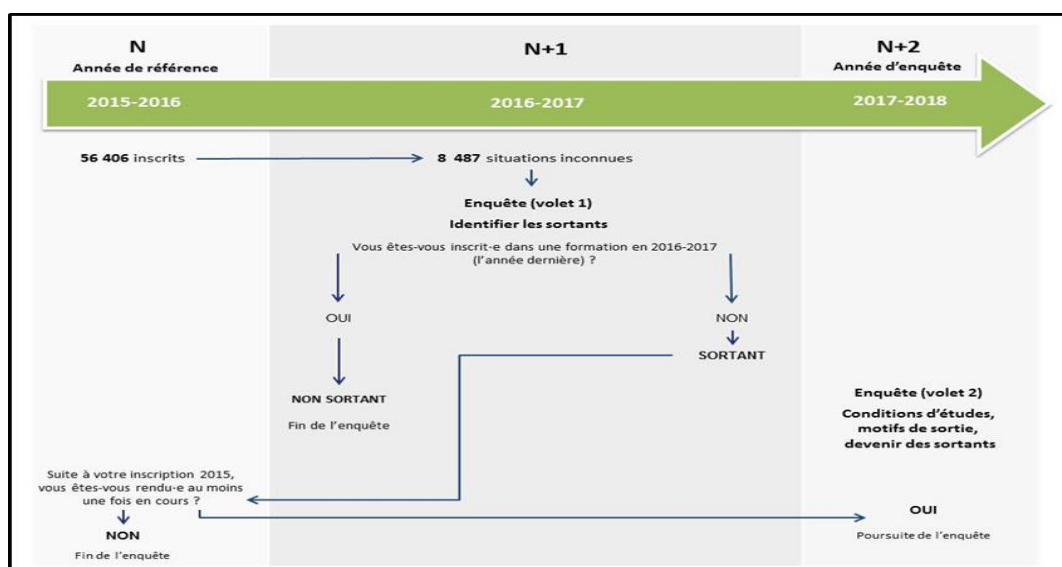 N
Année de référence
N+1
N+2
Année d'enquête
2015-2016
2016-2017
2017-2018
56 406 inscrits
8 487 situations inconnues
Enquête (volet 1)
Identifier les sortants
Vous êtes-vous inscrit-e dans une formation en 2016-2017
(l'année dernière) ?
OUI
NON
SORTANT
NON SORTANT
Fin de l'enquête
Enquête (volet 2)
Conditions d'études,
motifs de sortie,
devenir des sortants
Suite à votre inscription 2015,
vous êtes-vous rendu-e au moins
une fois en cours ?
NON
Fin de l'enquête
OUI
Poursuite de l'enquête